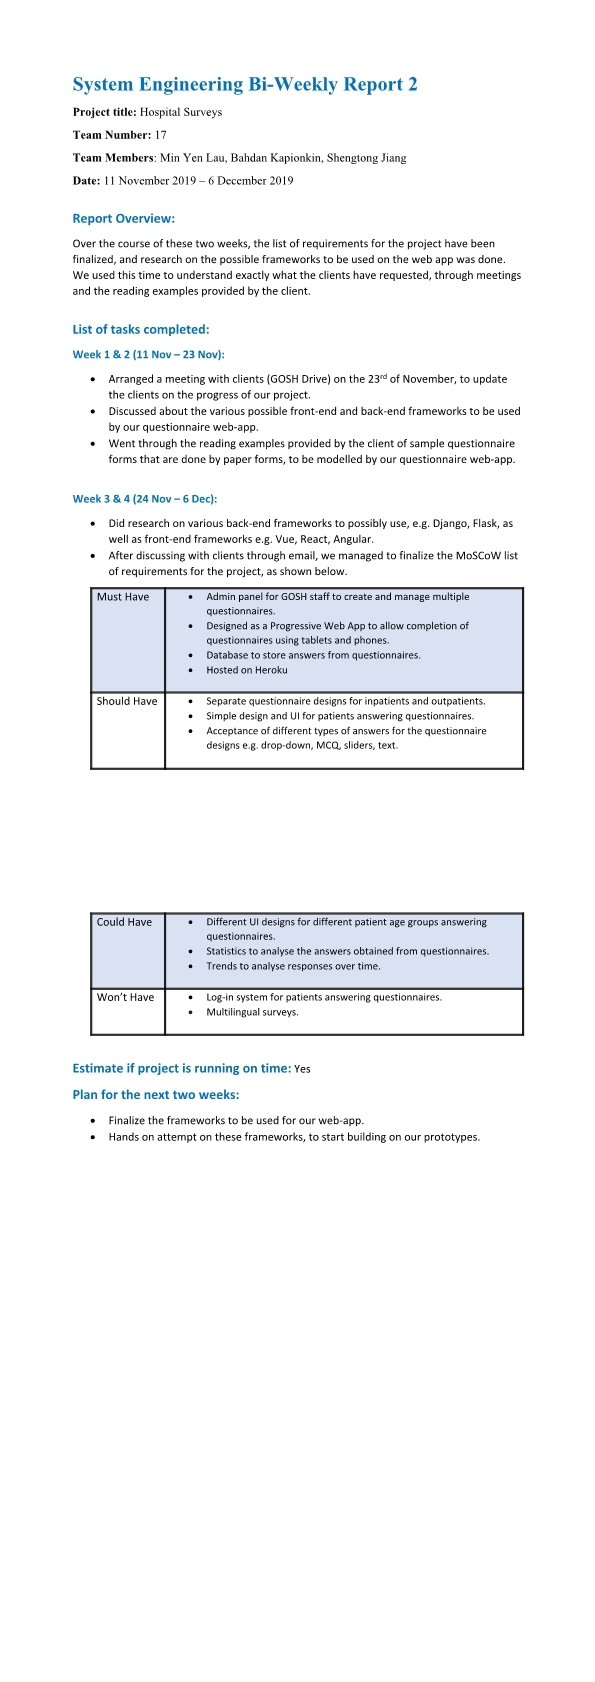 System Engineering Bi-Weekly Report 2
Project title: Hospital Surveys
Team Number: 17
Team Members: Min Yen Lau, Bahdan Kapionkin, Shengtong Jiang
Date: 11 November 2019 – 6 December 2019
Report Overview:
Over the course of these two weeks, the list of requirements for the project have been
finalized, and research on the possible frameworks to be used on the web app was done.
We used this time to understand exactly what the clients have requested, through meetings
and the reading examples provided by the client.
List of tasks completed:
Week 1 & 2 (11 Nov – 23 Nov):
• Arranged a meeting with clients (GOSH Drive) on the 23rd of November, to update
the clients on the progress of our project.
• Discussed about the various possible front-end and back-end frameworks to be used
by our questionnaire web-app.
• Went through the reading examples provided by the client of sample questionnaire
forms that are done by paper forms, to be modelled by our questionnaire web-app.
Week 3 & 4 (24 Nov – 6 Dec):
• Did research on various back-end frameworks to possibly use, e.g. Django, Flask, as
well as front-end frameworks e.g. Vue, React, Angular.
• After discussing with clients through email, we managed to finalize the MoSCoW list
of requirements for the project, as shown below.
Must Have
• Admin panel for GOSH staff to create and manage multiple
questionnaires.
• Designed as a Progressive Web App to allow completion of
questionnaires using tablets and phones.
• Database to store answers from questionnaires.
• Hosted on Heroku
Should Have
• Separate questionnaire designs for inpatients and outpatients.
• Simple design and UI for patients answering questionnaires.
• Acceptance of different types of answers for the questionnaire
designs e.g. drop-down, MCQ, sliders, text.
Could Have
• Different UI designs for different patient age groups answering
questionnaires.
• Statistics to analyse the answers obtained from questionnaires.
• Trends to analyse responses over time.
Won't Have
• Log-in system for patients answering questionnaires.
• Multilingual surveys.
Estimate if project is running on time: Yes
Plan for the next two weeks:
• Finalize the frameworks to be used for our web-app.
• Hands on attempt on these frameworks, to start building on our prototypes.